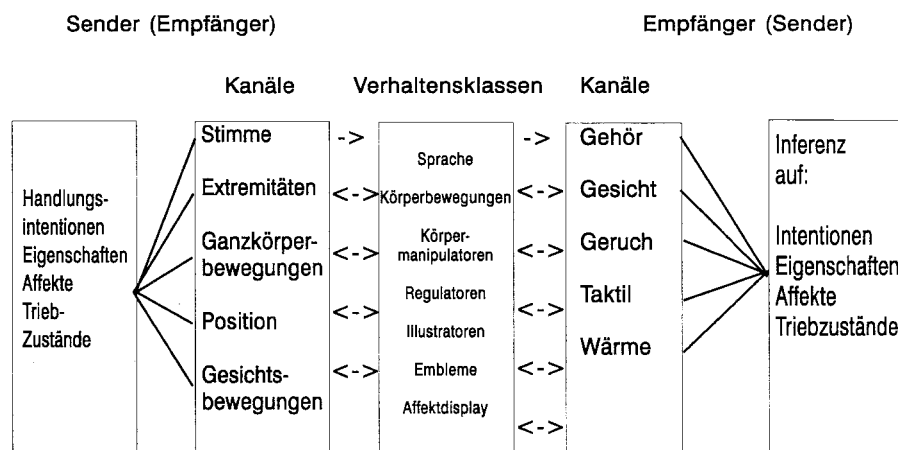 Sender (Empfänger)
Empfänger (Sender)
Kanäle
Verhaltensklassen
Kanäle
Handlungs-
intentionen
Eigenschaften
Affekte
Trieb-
Zustände
Stimme
Extremitäten
Ganzkörper-
bewegungen
Position
Gesichts-
bewegungen
->
<->
<->
<->
<->
Sprache
Körperbewegungen
Körper-
manipulatoren
Regulatoren
Illustratoren
Embleme
Affektdisplay
->
<->
<->
<->
<->
<->
Gehör
Gesicht
Geruch
Taktil
Wärme
Inferenz
auf:
Intentionen
Eigenschaften
Affekte
Triebzustände